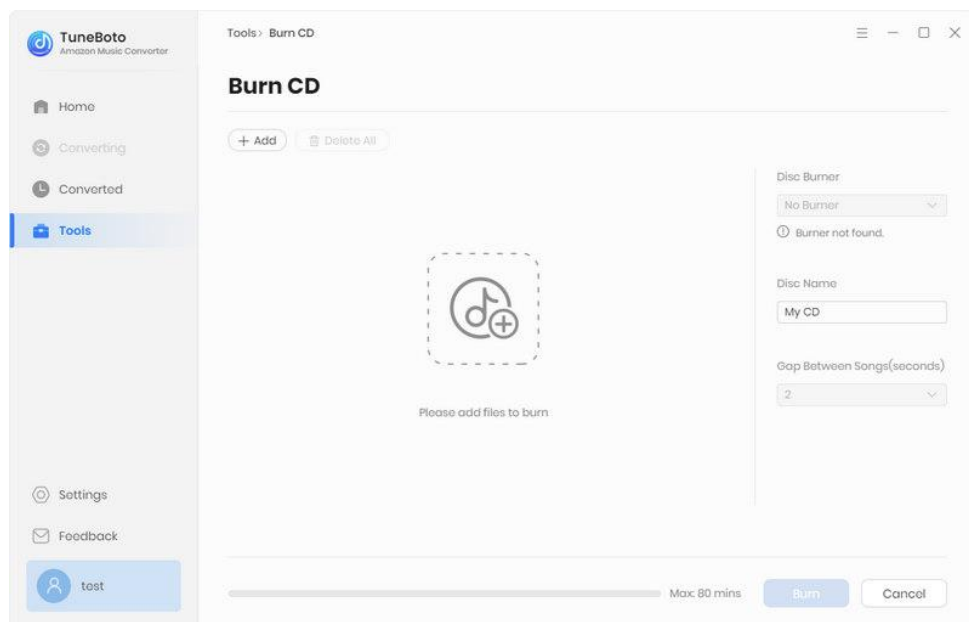 TuneBoto
Amazon Music Converter
Home
Converting
Converted
Tools
Settings
Feedback
test
Tools› Burn CD
Burn CD
+ Add
Delete All
Please add files to burn
Disc Burner
No Burner
Burner not found.
Disc Name
My CD
Gap Between Songs(seconds)
2
Max: 80 mins
Burn
Cancel